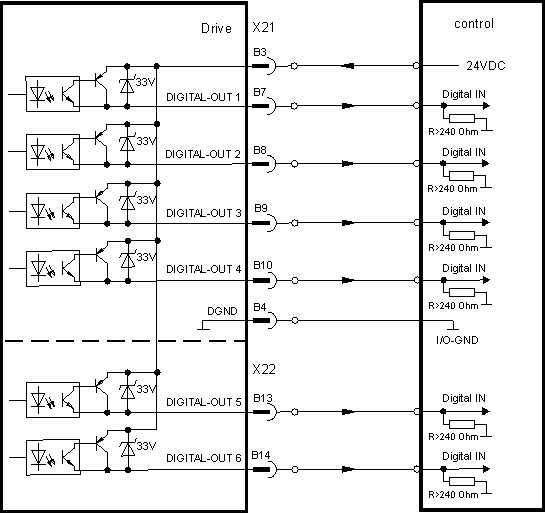 Drive X21 control
B3
24VDC
33V
DIGITAL-OUT 1 B7 Digital IN
R>240 Ohm
33V
DIGITAL-OUT 2 B8 Digital IN
R>240 Ohm
33V
DIGITAL-OUT 3 B9 Digital IN
R>240 Ohm
33V
DIGITAL-OUT 4 B10 Digital IN
R>240 Ohm
DGND B4
I/O-GND
X22
33V
DIGITAL-OUT 5 B13 Digital IN
R>240 Ohm
33V
DIGITAL-OUT 6 B14 Digital IN
R>240 Ohm